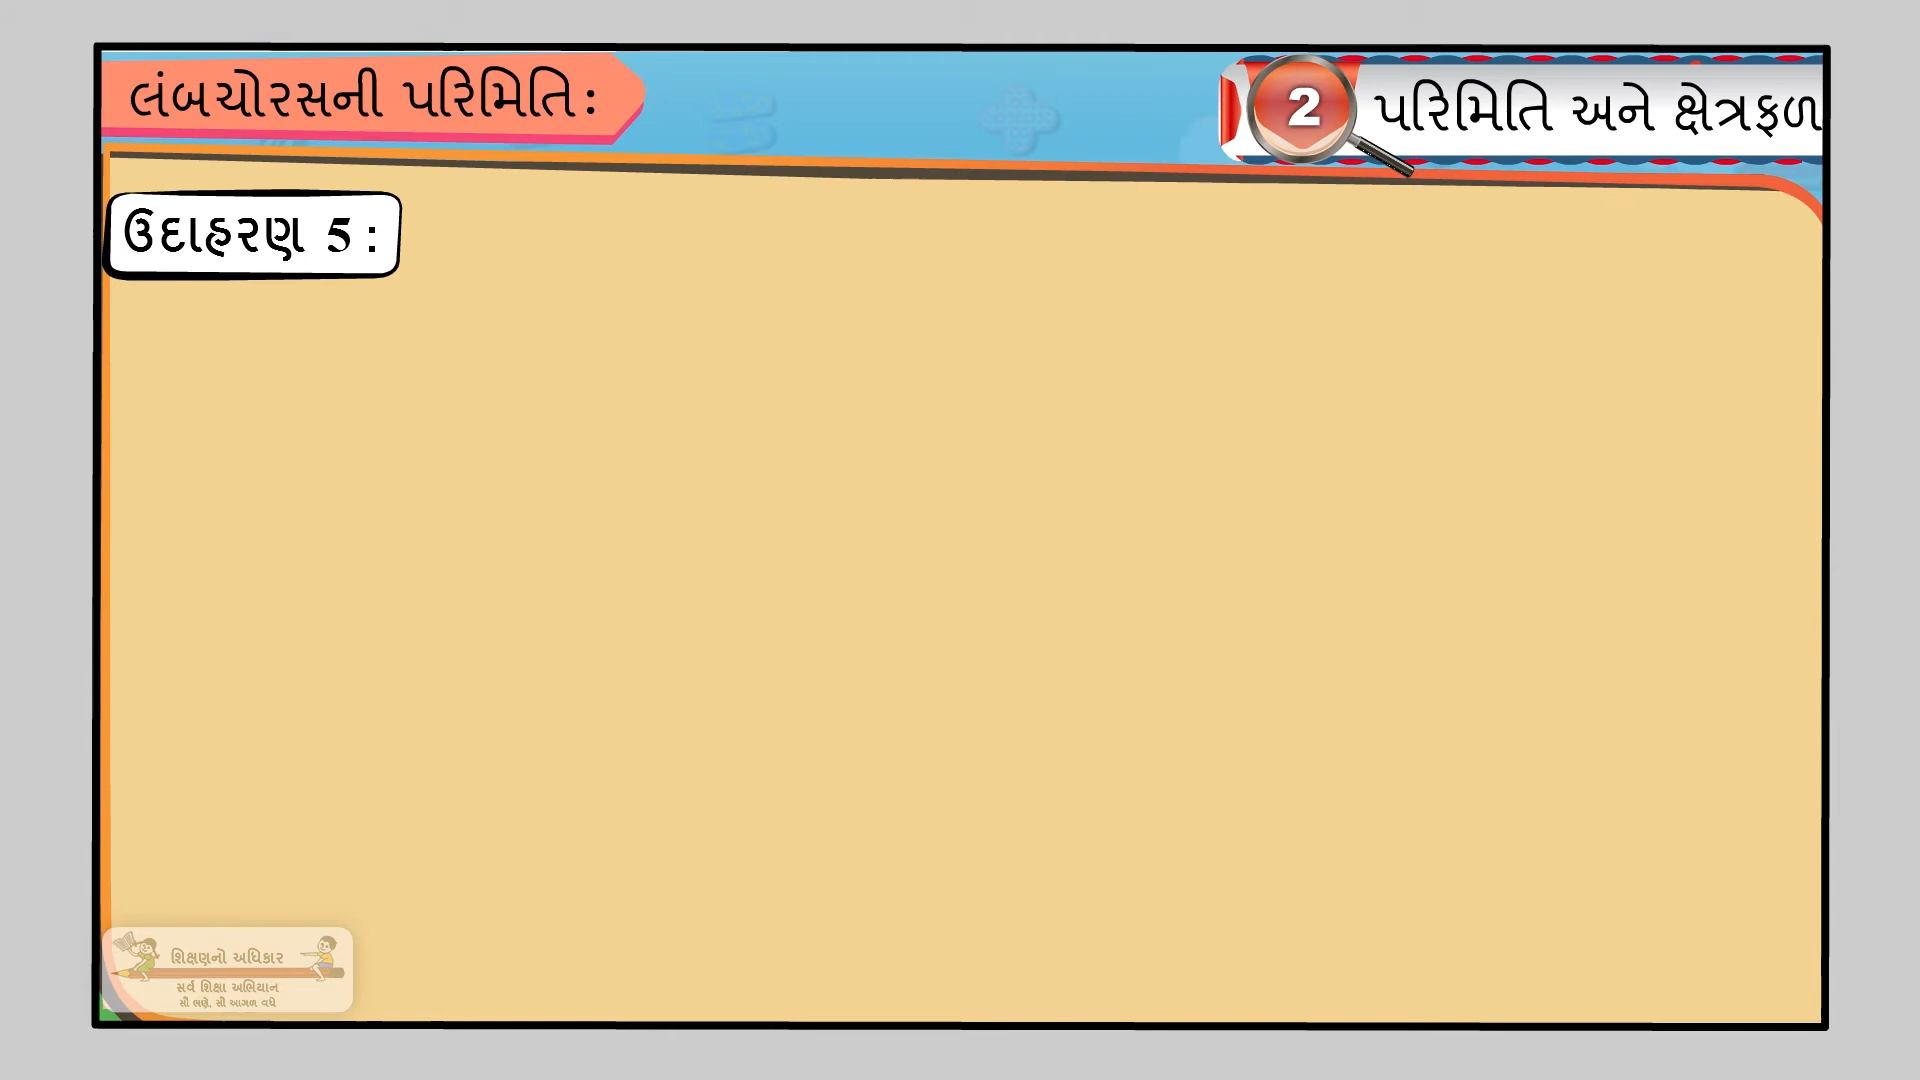 લંબચોરસની પરિમિતિ:
2 પરિમિતિ અને ક્ષેત્રફળ
ઉદાહરણ 5 :
શિક્ષણનો અધિકાર
સર્વ શિક્ષા અભિયાન
સૌ ભણે, સૌ આગળ વધે